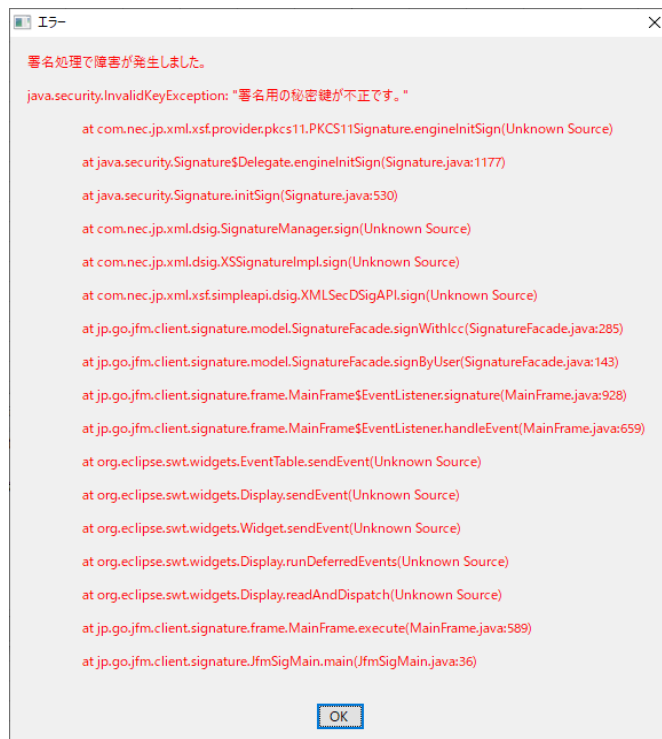 エラー
署名処理で障害が発生しました。
java.security.InvalidKeyException: "署名用の秘密鍵が不正です。"
at com.nec.jp.xml.xsf.provider.pkcs11.PKCS11Signature.engineInitSign(Unknown Source)
at java.security.Signature$Delegate.engineInitSign(Signature.java:1177)
at java.security.Signature.initSign(Signature.java:530)
at com.nec.jp.xml.dsig.SignatureManager.sign(Unknown Source)
at com.nec.jp.xml.dsig.XSSignatureImpl.sign(Unknown Source)
at com.nec.jp.xml.xsf.simpleapi.dsig.XMLSecDSigAPI.sign(Unknown Source)
at jp.go.jfm.client.signature.model.SignatureFacade.signWithIcc(SignatureFacade.java:285)
at jp.go.jfm.client.signature.model.SignatureFacade.signByUser(SignatureFacade.java:143)
at jp.go.jfm.client.signature.frame.MainFrame$EventListener.signature(MainFrame.java:928)
at jp.go.jfm.client.signature.frame.MainFrame$EventListener.handleEvent(MainFrame.java:659)
at org.eclipse.swt.widgets.EventTable.sendEvent(Unknown Source)
at org.eclipse.swt.widgets.Display.sendEvent(Unknown Source)
at org.eclipse.swt.widgets.Widget.sendEvent(Unknown Source)
at org.eclipse.swt.widgets.Display.runDeferredEvents(Unknown Source)
at org.eclipse.swt.widgets.Display.readAndDispatch(Unknown Source)
at jp.go.jfm.client.signature.frame.MainFrame.execute(MainFrame.java:589)
at jp.go.jfm.client.signature.JfmSigMain.main(JfmSigMain.java:36)
OK